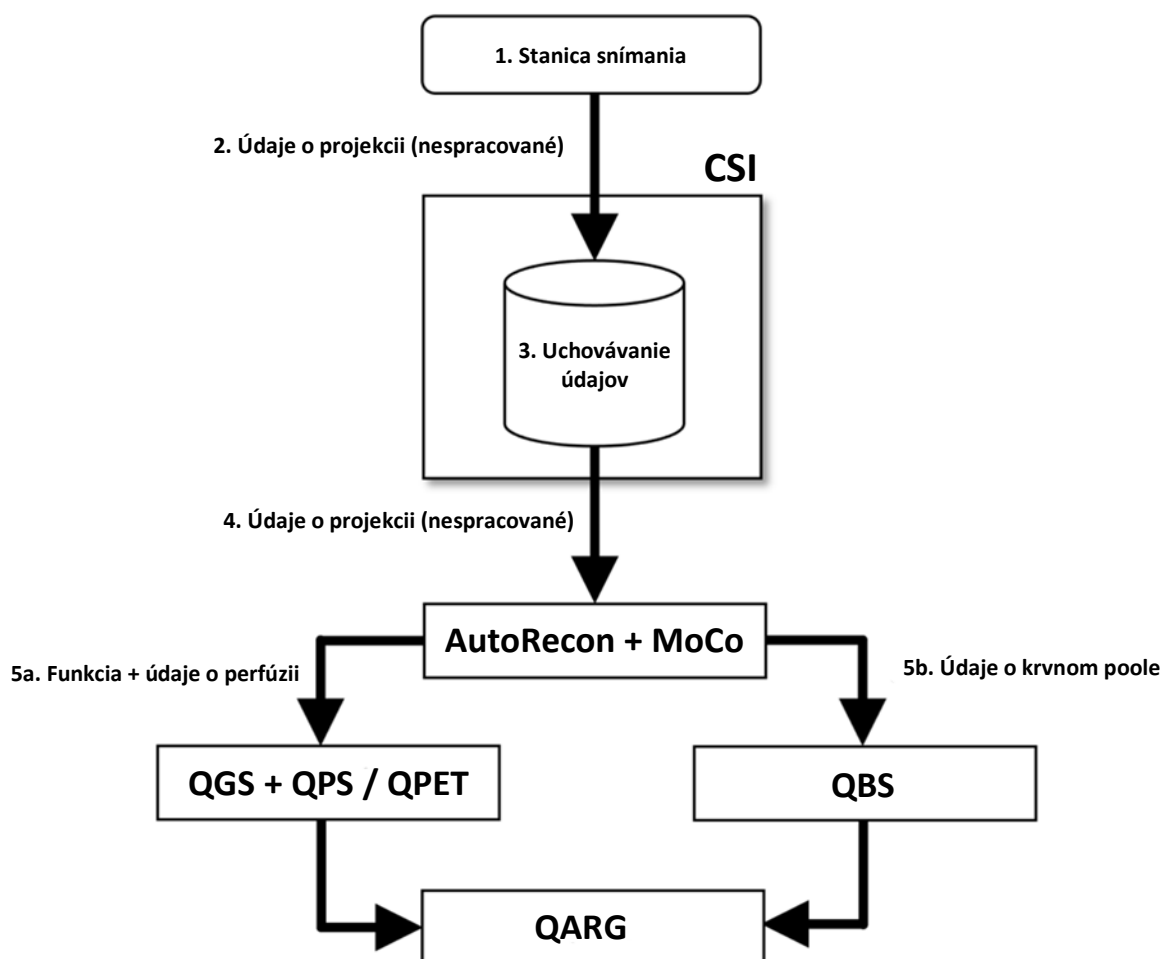 1. Stanica snímania
2. Údaje o projekcii (nespracované)
CSI
3. Uchovávanie
údajov
4. Údaje o projekcii (nespracované)
AutoRecon + MoCo
5a. Funkcia + údaje o perfúzii
5b. Údaje o krvnom poole
QGS + QPS / QPET
QBS
QARG